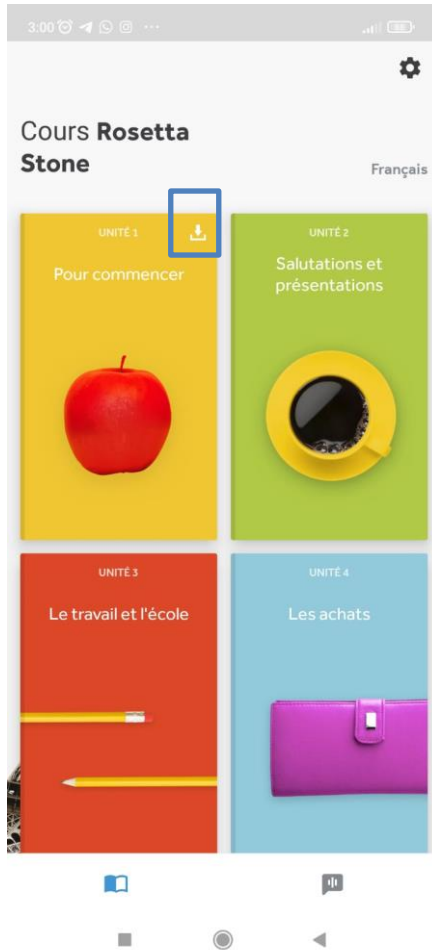 3:00
Cours Rosetta
Stone
Français
UNITÉ 1
Pour commencer
UNITÉ 2
Salutations et
présentations
UNITÉ 3
Le travail et l'école
UNITÉ 4
Les achats